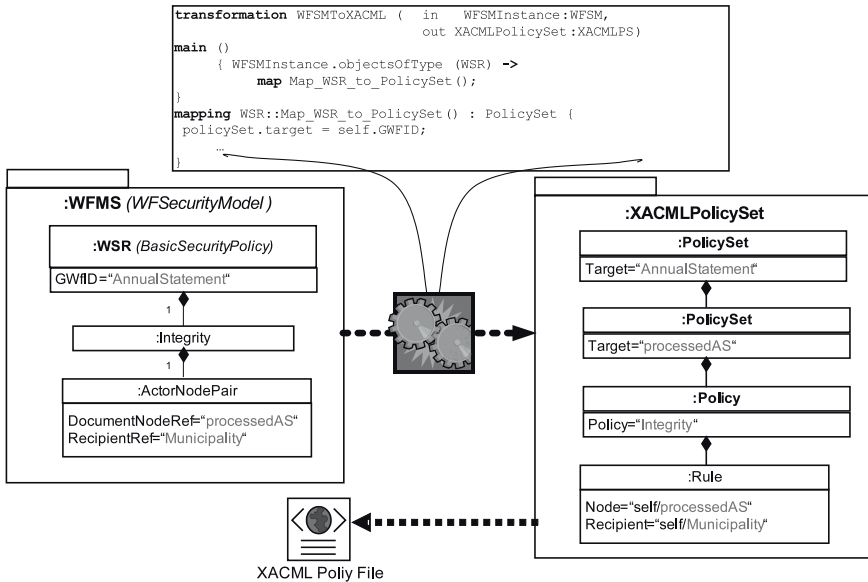 transformation WFSMToXACML ( in WFSMInstance:WFSM,
out XACMLPolicySet:XACMLPS)
main ()
{ WFSMInstance.objectsOfType (WSR) ->
map Map_WSR_to_PolicySet();
}
mapping WSR::Map_WSR_to_PolicySet() : PolicySet {
policySet.target = self.GWFID;
…
}
:WFMS (WFSecurityModel)
:WSR (BasicSecurityPolicy)
GWfID=“AnnualStatement“
1
:Integrity
1
:ActorNodePair
DocumentNodeRef=“processedAS“
RecipientRef=“Municipality“
:XACMLPolicySet
:PolicySet
Target=“AnnualStatement“
:PolicySet
Target=“processedAS“
:Policy
Policy=“Integrity“
:Rule
Node=“self/processedAS“
Recipient=“self/Municipality“
XACML Poliy File